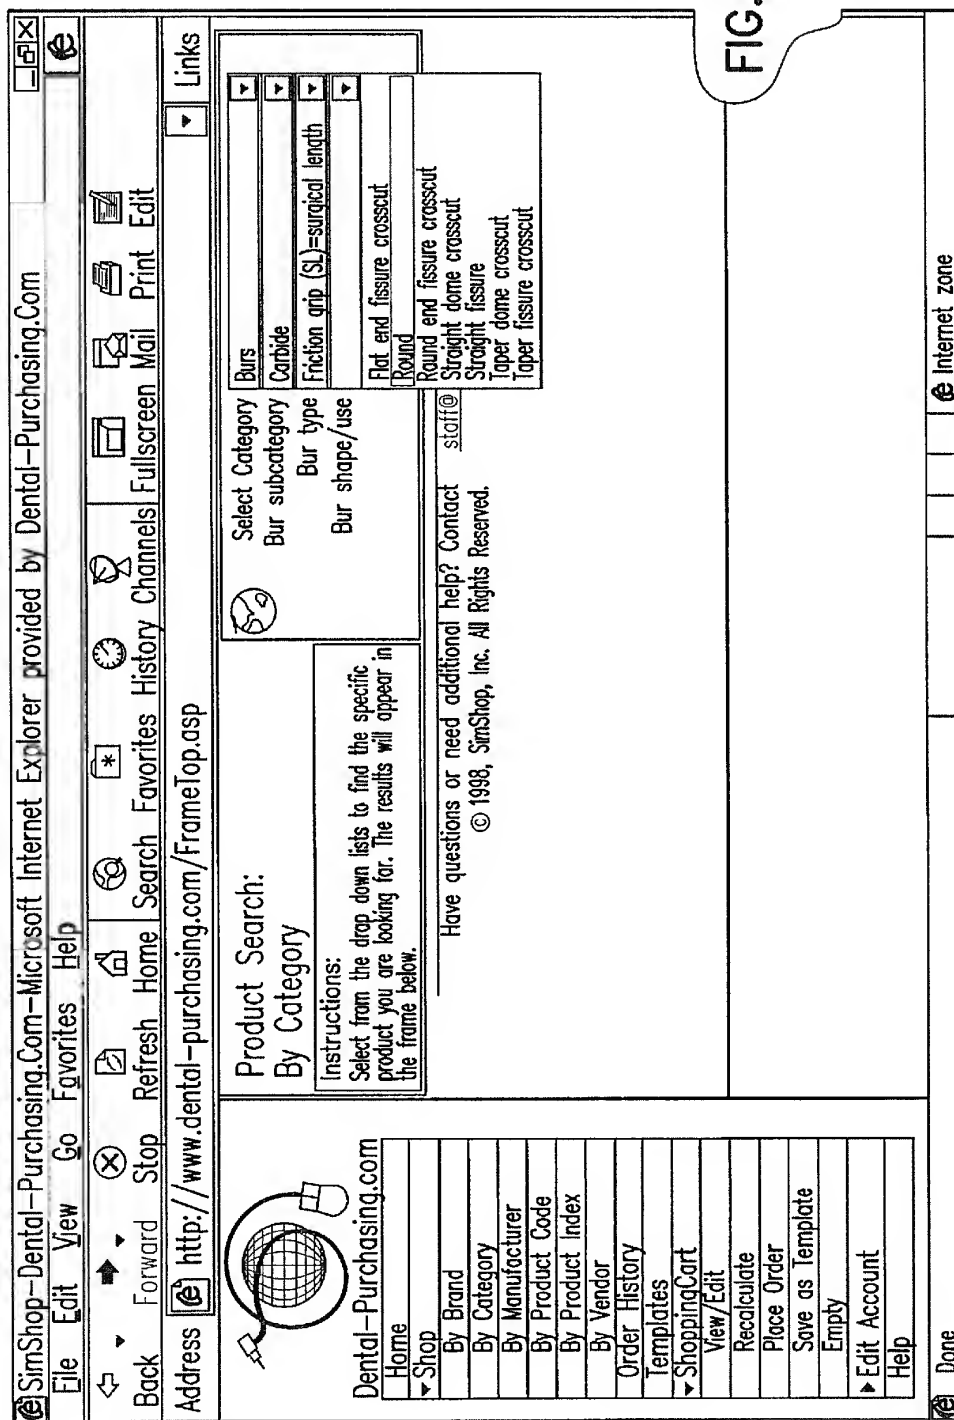 SimShop-Dental-Purchasing.Com-Microsoft Internet Explorer provided by Dental-Purchasing.Com
File Edit View Go Favorites Help
Back Forward Stop Refresh Home Search Favorites History Channels Fullscreen Mail Print Edit
Address http://www.dental-purchasing.com/FrameTop.asp Links
Dental-Purchasing.com
Home
Shop
By Brand
By Category
By Manufacturer
By Product Code
By Product Index
By Vendor
Order History
Templates
ShoppingCart
View/Edit
Recalculate
Place Order
Save as Template
Empty
Edit Account
Help
Product Search:
By Category
Instructions:
Select from the drop down lists to find the specific
product you are looking for. The results will appear in
the frame below.
Select Category Burs
Bur subcategory Carbide
Bur type Friction grip (SL)=surgical length
Bur shape/use
Flat end fissure crosscut
Round
Round end fissure crosscut
Straight dome crosscut
Straight fissure
Taper dome crosscut
Taper fissure crosscut
Have questions or need additional help? Contact staff@
© 1998, SimShop, Inc. All Rights Reserved.
Done Internet zone
FIG.